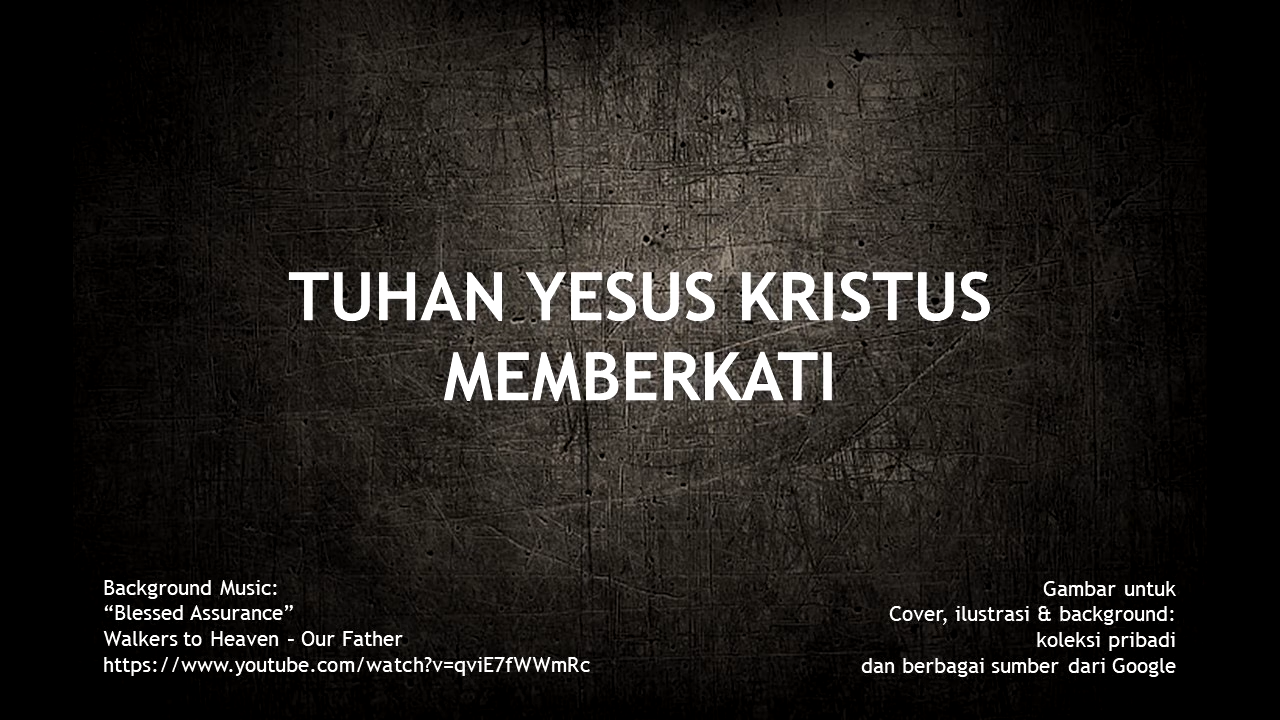 TUHAN YESUS KRISTUS
MEMBERKATI
Background Music:
“Blessed Assurance”
Walkers to Heaven – Our Father
https://www.youtube.com/watch?v=qviE7fWWmRc
Gambar untuk
Cover, ilustrasi & background:
koleksi pribadi
dan berbagai sumber dari Google